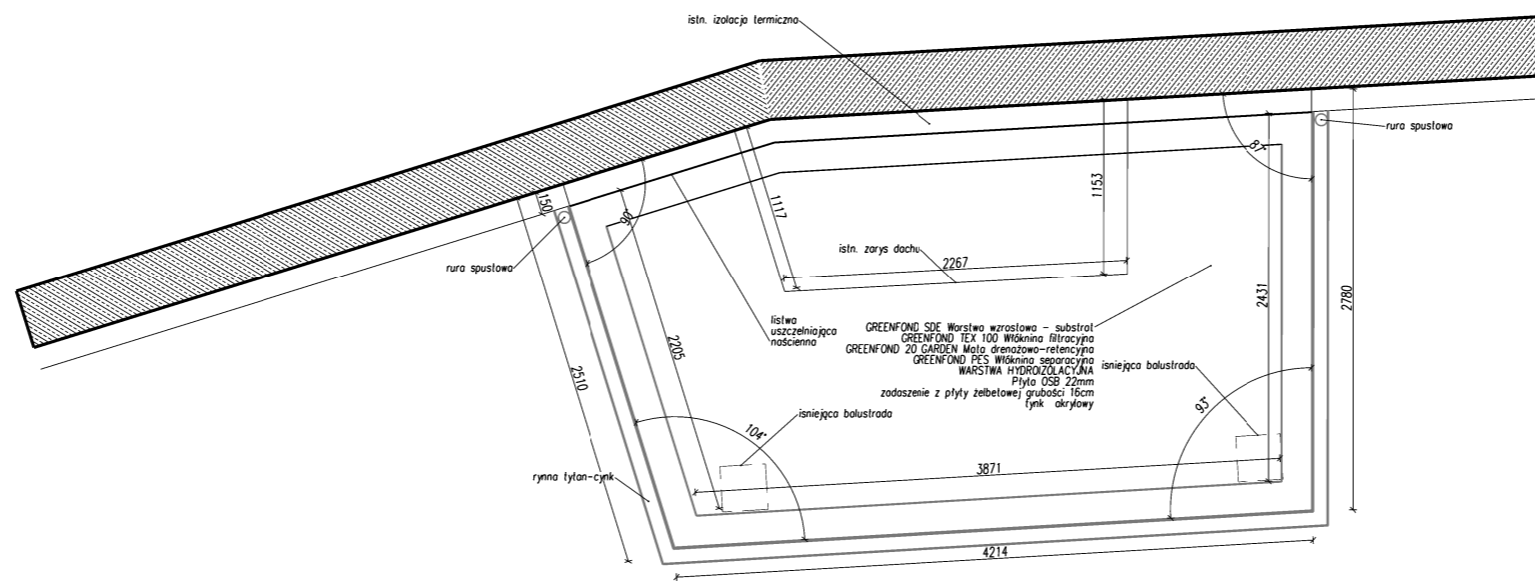 istn. izolacja termiczna
rura spustowa
87°
150
90°
1117
1153
rura spustowa
istn. zarys dachu
2267
2431
2780
listwa
uszczelniająca
naścienna
GREENFOND SDE Warstwa wzrostowa - substrat
GREENFOND TEX 100 Włóknina filtracyjna
GREENFOND 20 GARDEN Mata drenażowo-retencyjna
GREENFOND PES Włóknina separacyjna
WARSTWA HYDROIZOLACYJNA
Płyta OSB 22mm
zadaszenie z płyty żelbetowej grubości 16cm
tynk akrylowy
isniejąca balustrada
2205
2510
isniejąca balustrada
93°
104°
rynna tytan-cynk
3871
4214